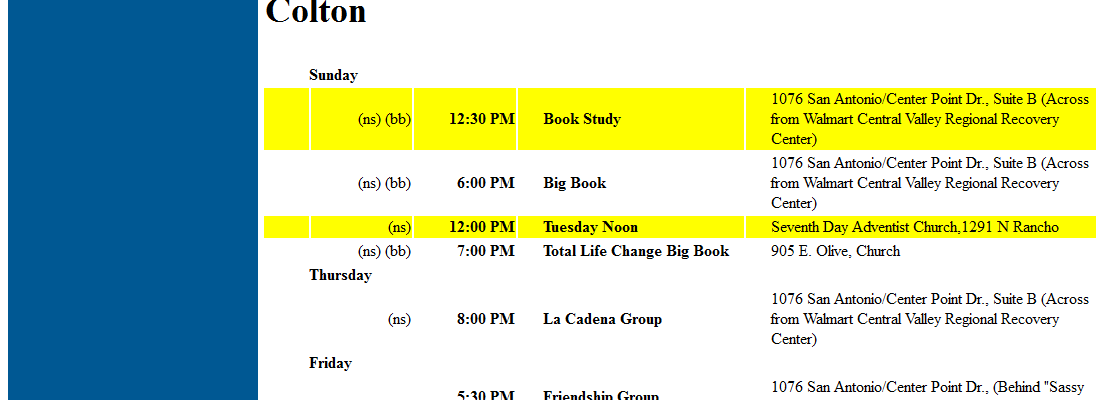 Colton
Sunday
(ns) (bb) 12:30 PM Book Study 1076 San Antonio/Center Point Dr., Suite B (Across
from Walmart Central Valley Regional Recovery
Center)
(ns) (bb) 6:00 PM Big Book 1076 San Antonio/Center Point Dr., Suite B (Across
from Walmart Central Valley Regional Recovery
Center)
(ns) 12:00 PM Tuesday Noon Seventh Day Adventist Church,1291 N Rancho
(ns) (bb) 7:00 PM Total Life Change Big Book 905 E. Olive, Church
Thursday
(ns) 8:00 PM La Cadena Group 1076 San Antonio/Center Point Dr., Suite B (Across
from Walmart Central Valley Regional Recovery
Center)
Friday
5:30 PM Friendship Group 1076 San Antonio/Center Point Dr., (Behind "Sassy